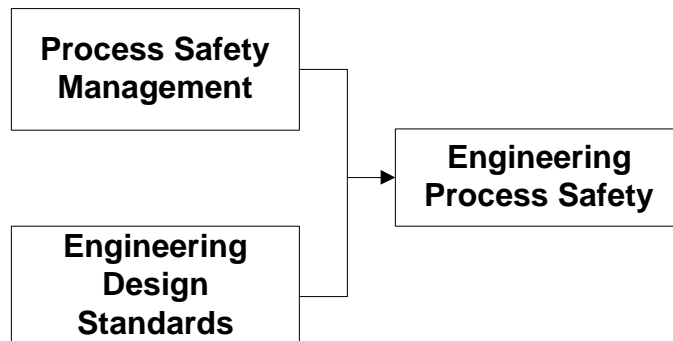 Process Safety
Management
Engineering
Process Safety
Engineering
Design
Standards